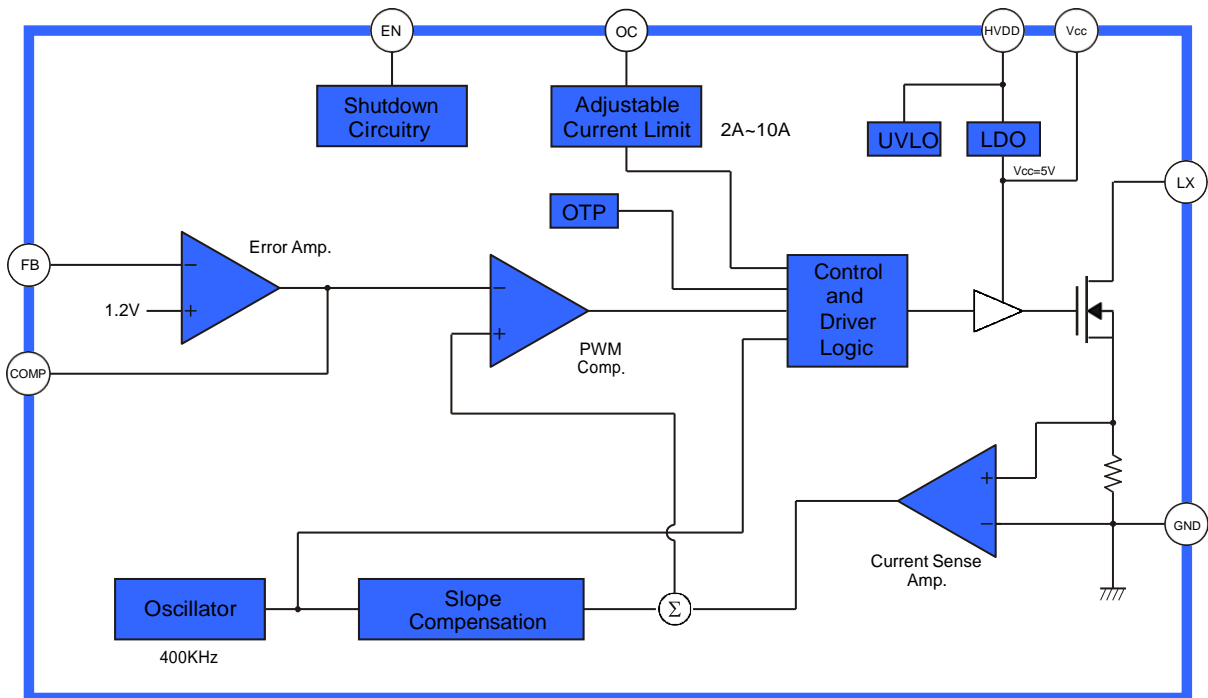 EN
OC
HVDD
Vcc
Shutdown
Circuitry
Adjustable
Current Limit
2A~10A
UVLO
LDO
Vcc=5V
LX
OTP
Error Amp.
FB
−
+
1.2V
−
+
PWM
Comp.
Control
and
Driver
Logic
COMP
+
−
Current Sense
Amp.
GND
Oscillator
400KHz
Slope
Compensation
Σ